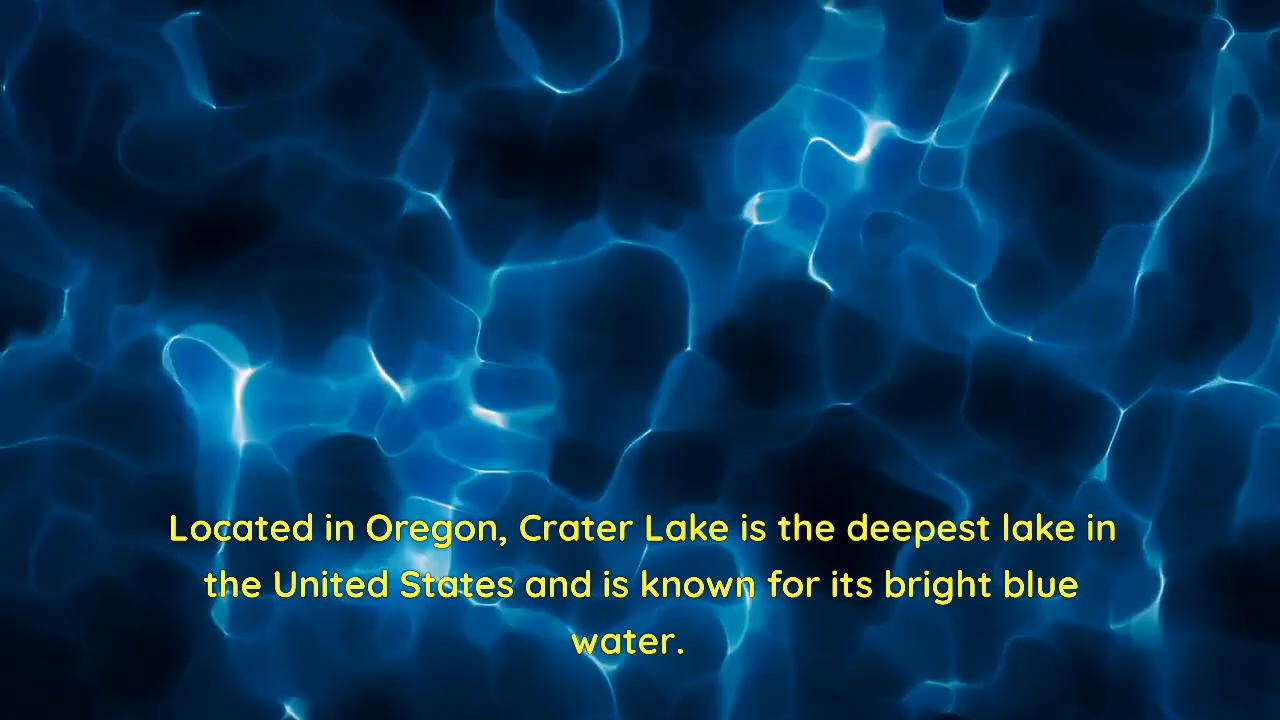 Located in Oregon, Crater Lake is the deepest lake in
the United States and is known for its bright blue
water.